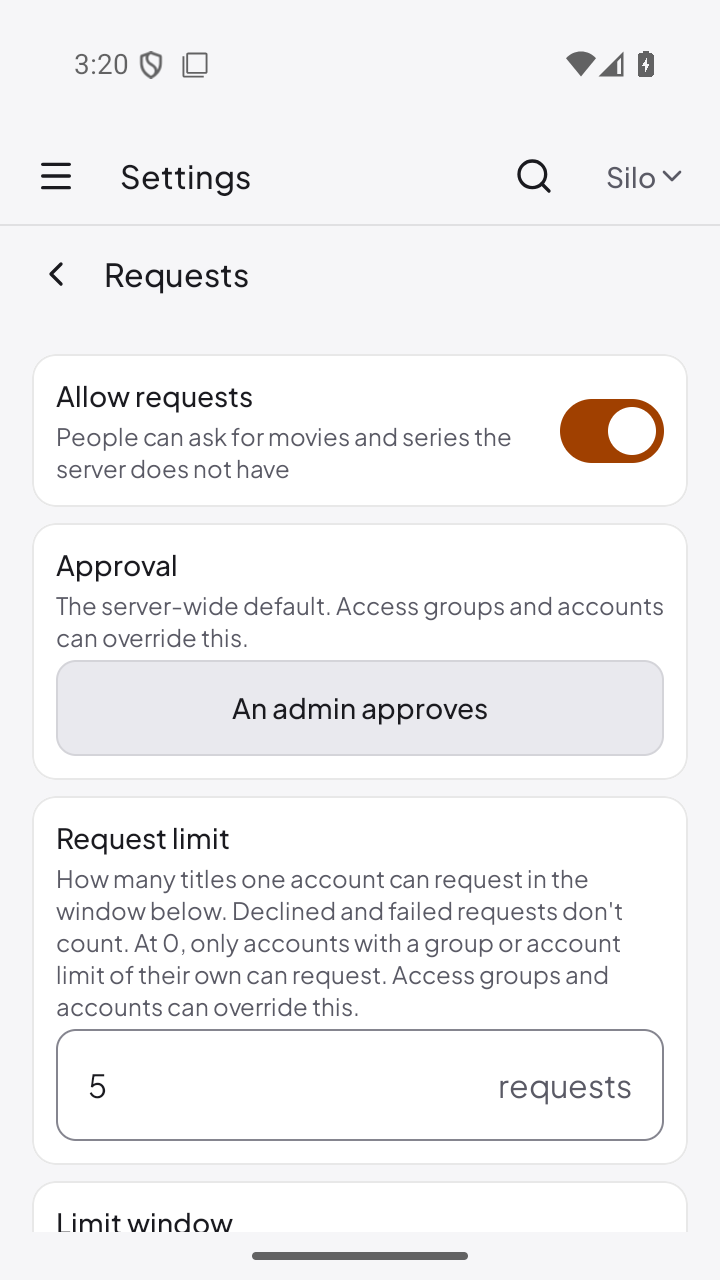 3:20
Settings
Silo
Requests
Allow requests
People can ask for movies and series the
server does not have
Approval
The server-wide default. Access groups and accounts
can override this.
An admin approves
Request limit
How many titles one account can request in the
window below. Declined and failed requests don't
count. At 0, only accounts with a group or account
limit of their own can request. Access groups and
accounts can override this.
5 requests
Limit window